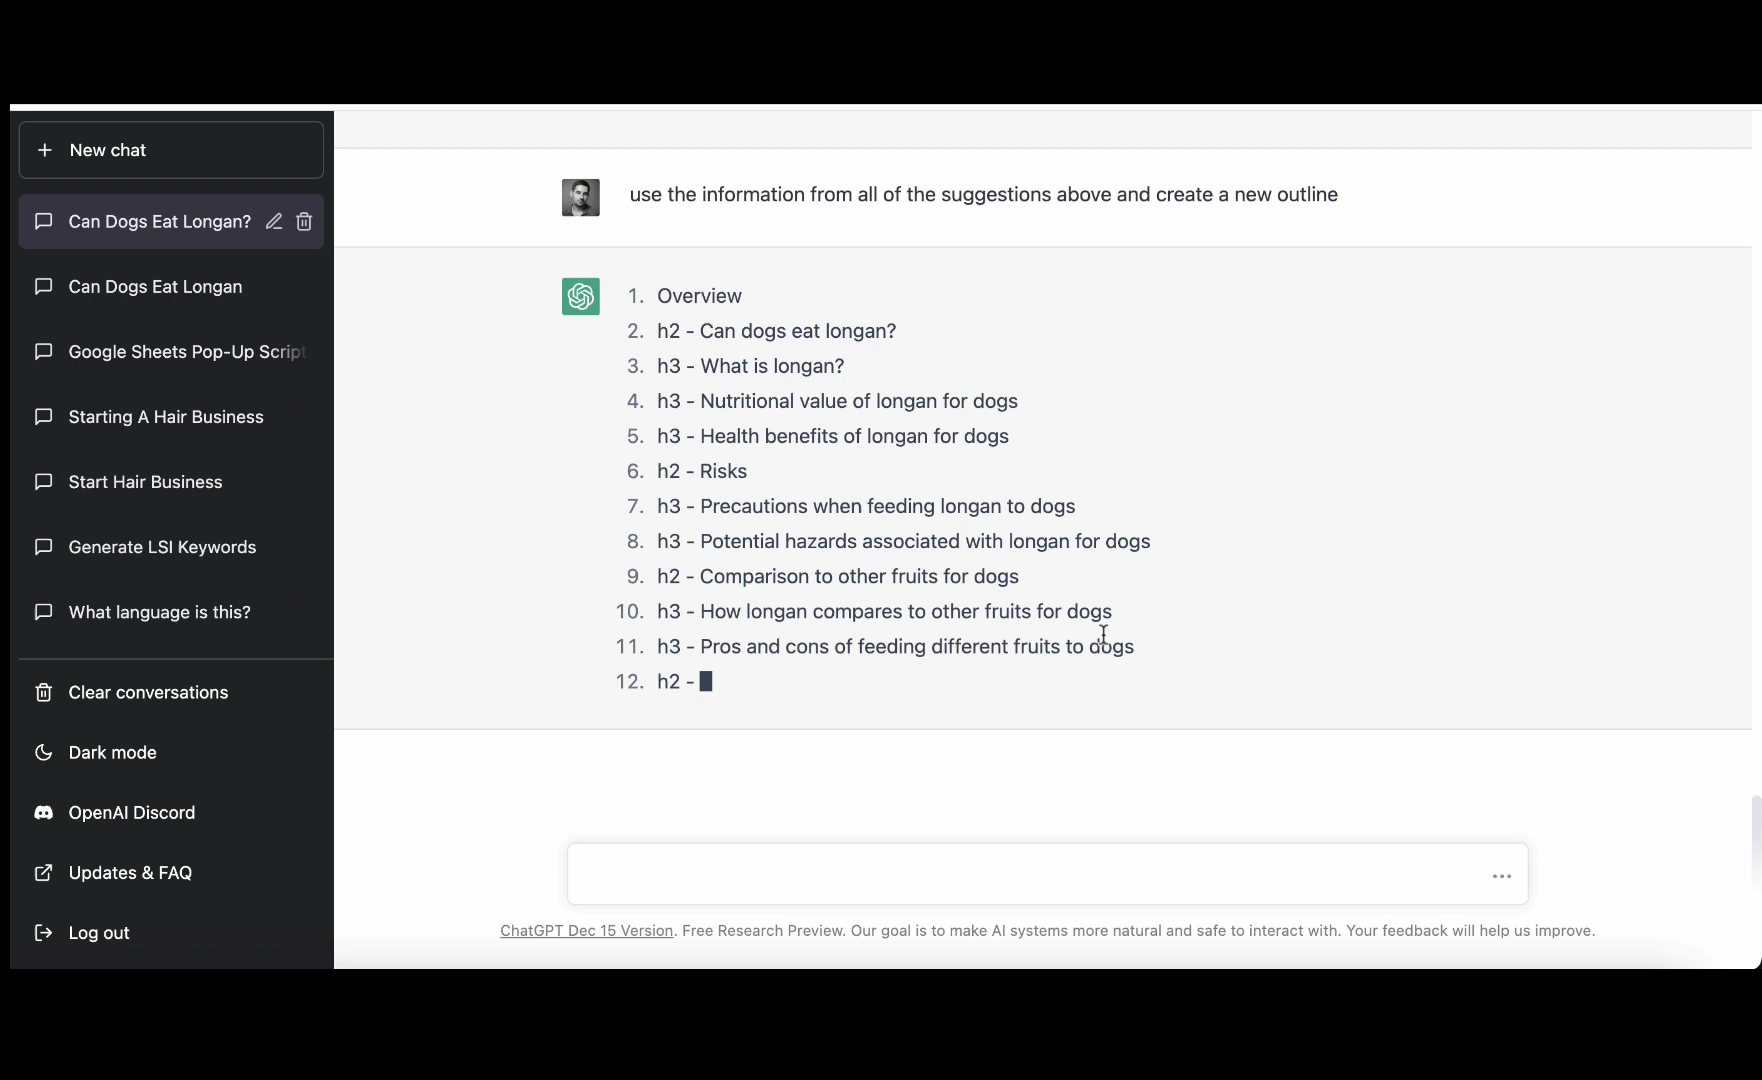 New chat
Can Dogs Eat Longan?
Can Dogs Eat Longan
Google Sheets Pop-Up Script
Starting A Hair Business
Start Hair Business
Generate LSI Keywords
What language is this?
Clear conversations
Dark mode
OpenAI Discord
Updates & FAQ
Log out
use the information from all of the suggestions above and create a new outline
1. Overview
2. h2 - Can dogs eat longan?
3. h3 - What is longan?
4. h3 - Nutritional value of longan for dogs
5. h3 - Health benefits of longan for dogs
6. h2 - Risks
7. h3 - Precautions when feeding longan to dogs
8. h3 - Potential hazards associated with longan for dogs
9. h2 - Comparison to other fruits for dogs
10. h3 - How longan compares to other fruits for dogs
11. h3 - Pros and cons of feeding different fruits to dogs
12. h2 -
ChatGPT Dec 15 Version. Free Research Preview. Our goal is to make AI systems more natural and safe to interact with. Your feedback will help us improve.